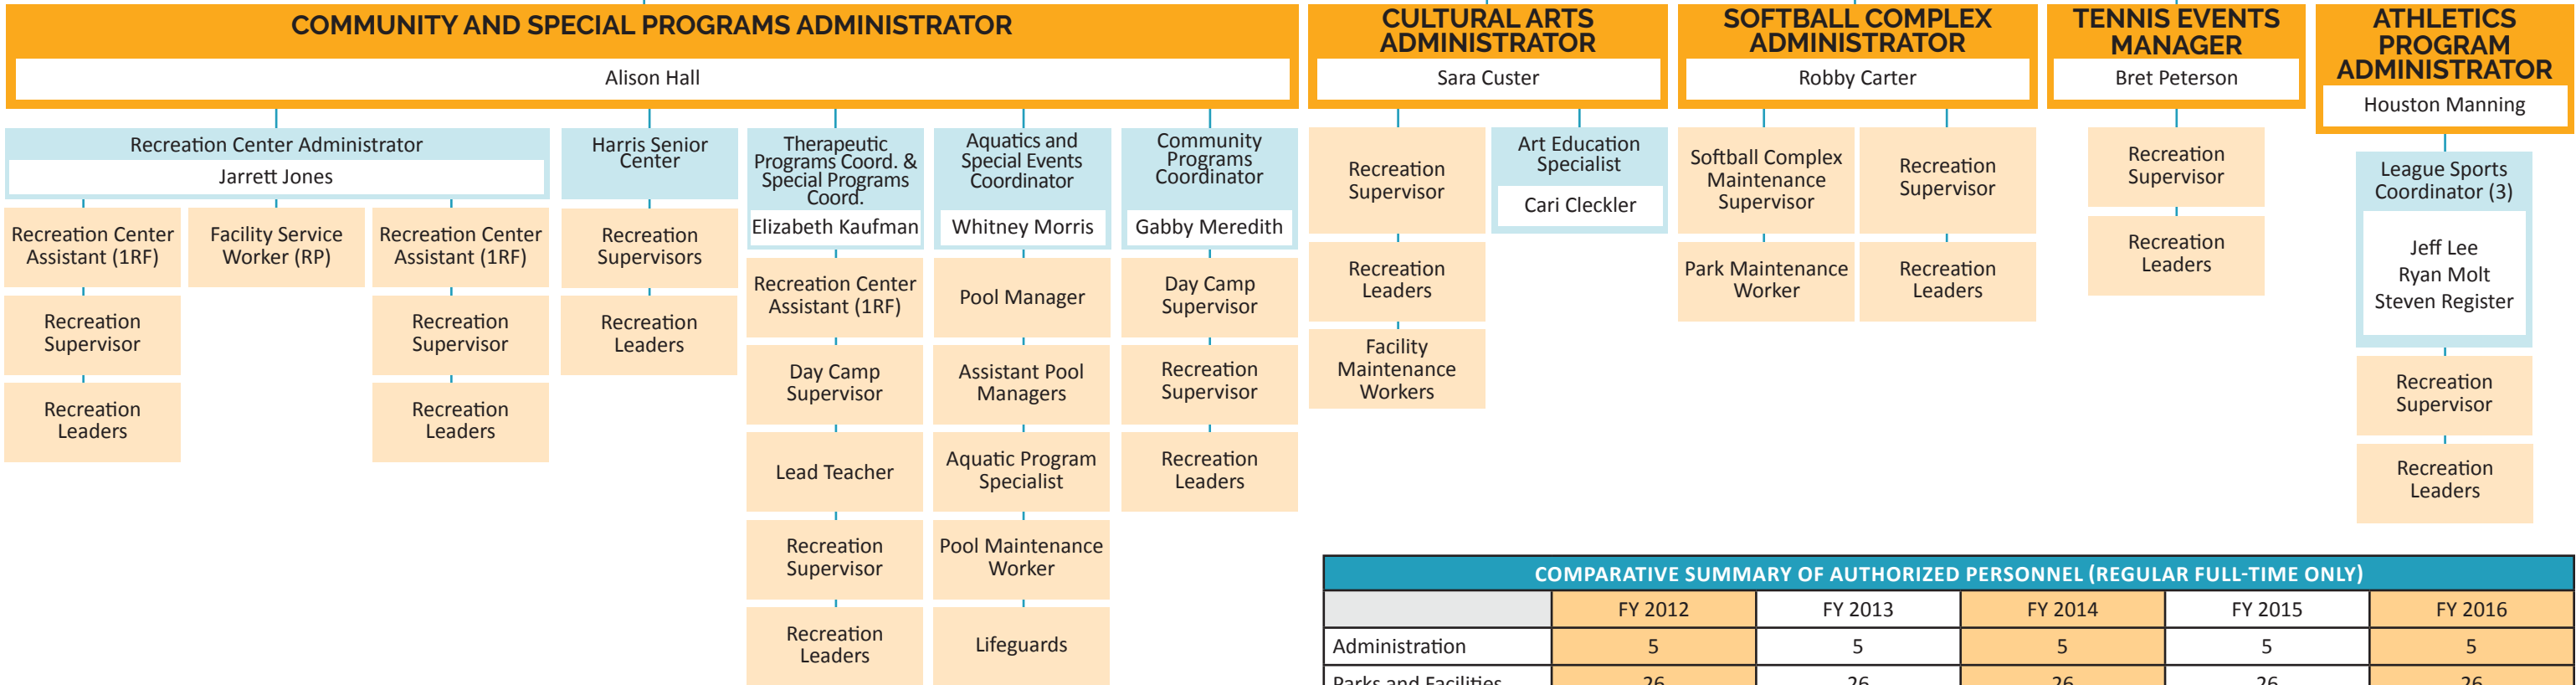 COMMUNITY AND SPECIAL PROGRAMS ADMINISTRATOR
Alison Hall
Recreation Center Administrator
Jarrett Jones
Recreation Center
Assistant (1RF)
Recreation
Supervisor
Recreation
Leaders
Facility Service
Worker (RP)
Recreation Center
Assistant (1RF)
Recreation
Supervisor
Recreation
Leaders
Harris Senior
Center
Recreation
Supervisors
Recreation
Leaders
Therapeutic
Programs Coord. &
Special Programs
Coord.
Elizabeth Kaufman
Recreation Center
Assistant (1RF)
Day Camp
Supervisor
Lead Teacher
Recreation
Supervisor
Recreation
Leaders
Aquatics and
Special Events
Coordinator
Whitney Morris
Pool Manager
Assistant Pool
Managers
Aquatic Program
Specialist
Pool Maintenance
Worker
Lifeguards
Community
Programs
Coordinator
Gabby Meredith
Day Camp
Supervisor
Recreation
Supervisor
Recreation
Leaders
CULTURAL ARTS
ADMINISTRATOR
Sara Custer
Recreation
Supervisor
Recreation
Leaders
Facility
Maintenance
Workers
Art Education
Specialist
Cari Cleckler
SOFTBALL COMPLEX
ADMINISTRATOR
Robby Carter
Softball Complex
Maintenance
Supervisor
Park Maintenance
Worker
Recreation
Supervisor
Recreation
Leaders
TENNIS EVENTS
MANAGER
Bret Peterson
Recreation
Supervisor
Recreation
Leaders
ATHLETICS
PROGRAM
ADMINISTRATOR
Houston Manning
League Sports
Coordinator (3)
Jeff Lee
Ryan Molt
Steven Register
Recreation
Supervisor
Recreation
Leaders
COMPARATIVE SUMMARY OF AUTHORIZED PERSONNEL (REGULAR FULL-TIME ONLY)
FY 2012 FY 2013 FY 2014 FY 2015 FY 2016
Administration 5 5 5 5 5
Parks and Facilities 26 26 26 26 26